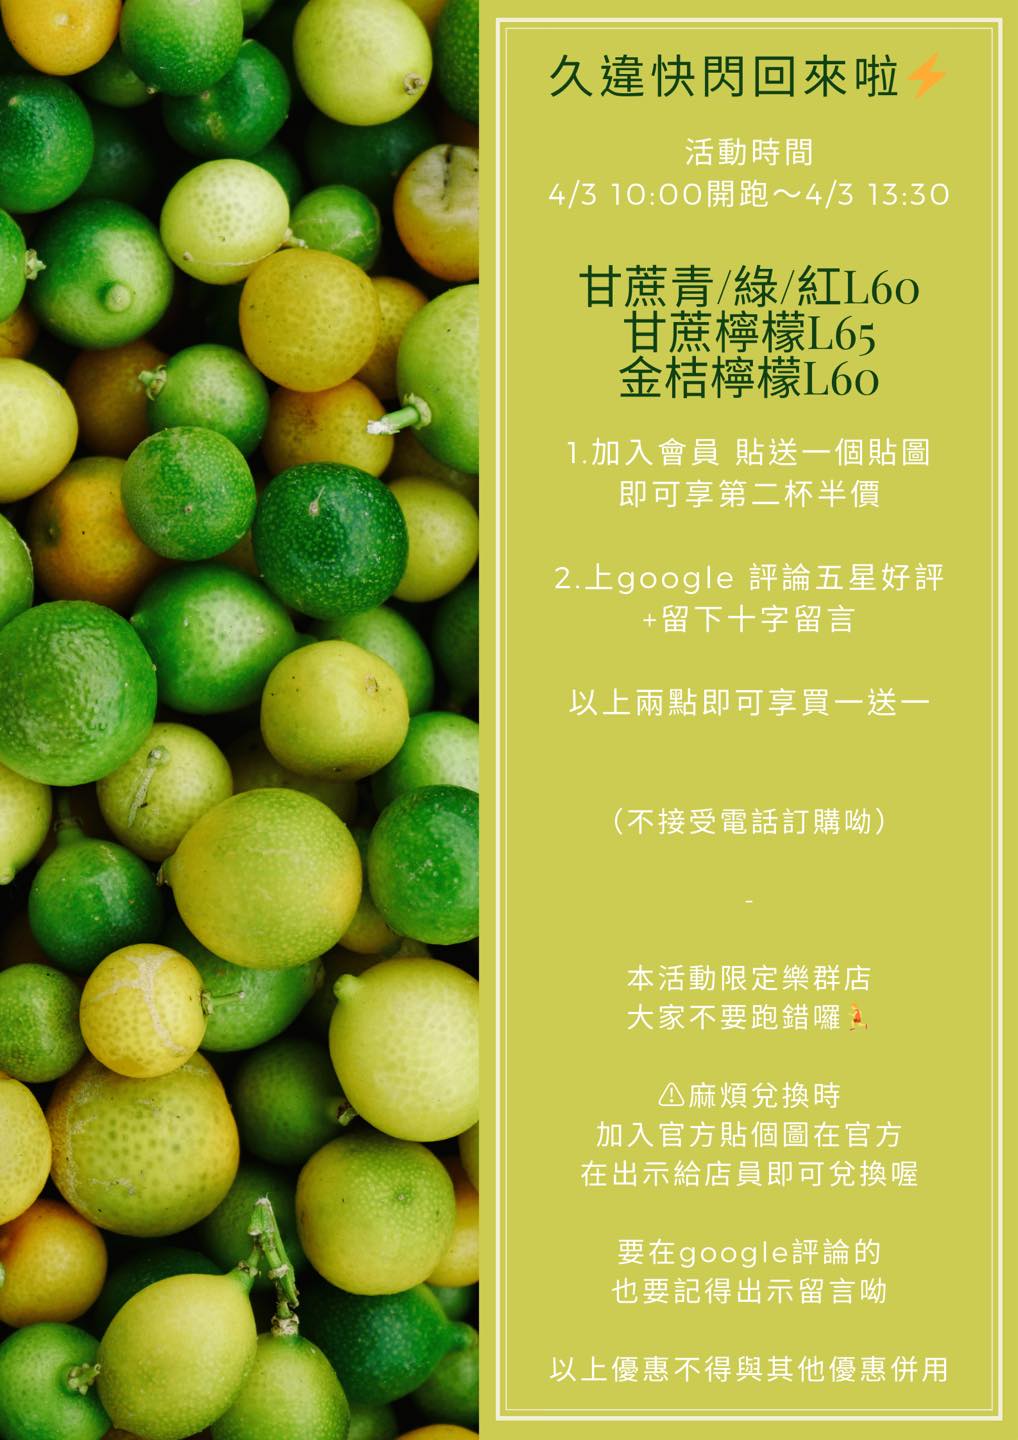 久違快閃回來啦⚡
活動時間
4/3 10:00開跑～4/3 13:30
甘蔗青/綠/紅L60
甘蔗檸檬L65
金桔檸檬L60
1.加入會員 貼送一個貼圖
即可享第二杯半價
2.上google 評論五星好評
+留下十字留言
以上兩點即可享買一送一
（不接受電話訂購呦）
-
本活動限定樂群店
大家不要跑錯囉🏃
⚠麻煩兌換時
加入官方貼個圖在官方
在出示給店員即可兌換喔
要在google評論的
也要記得出示留言呦
以上優惠不得與其他優惠併用